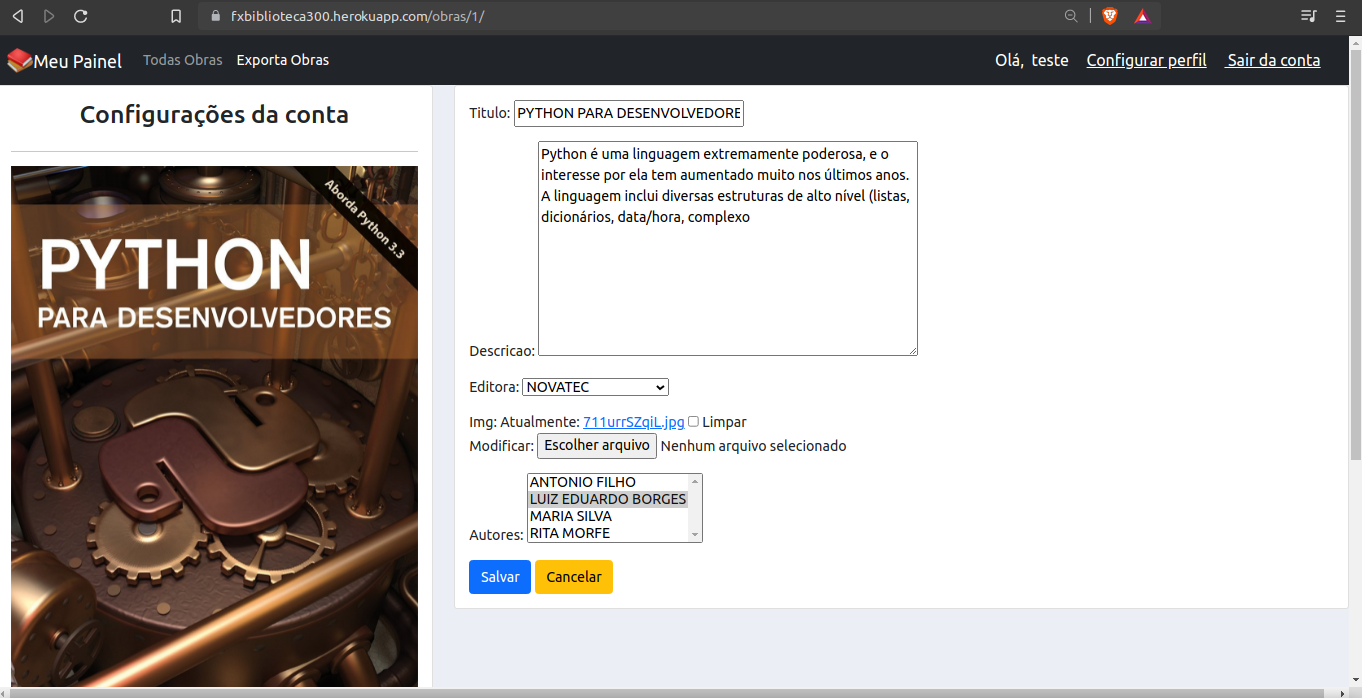 fxbiblioteca300.herokuapp.com/obras/1/
Meu Painel Todas Obras Exporta Obras Olá, teste Configurar perfil Sair da conta
Configurações da conta
Aborda Python 3.3
PYTHON
PARA DESENVOLVEDORES
Titulo: PYTHON PARA DESENVOLVEDORE
Python é uma linguagem extremamente poderosa, e o
interesse por ela tem aumentado muito nos últimos anos.
A linguagem inclui diversas estruturas de alto nível (listas,
dicionários, data/hora, complexo
Descricao:
Editora: NOVATEC
Img: Atualmente: 711urrSZqiL.jpg Limpar
Modificar: Escolher arquivo Nenhum arquivo selecionado
ANTONIO FILHO
LUIZ EDUARDO BORGES
MARIA SILVA
Autores: RITA MORFE
Salvar Cancelar